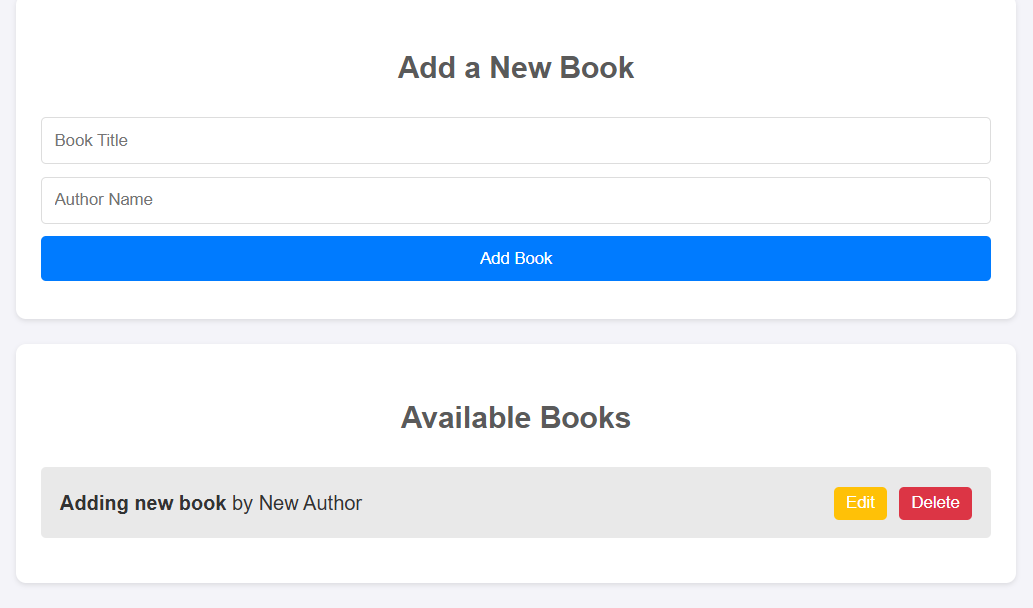 Add a New Book
Book Title
Author Name
Add Book
Available Books
Adding new book by New Author
Edit
Delete